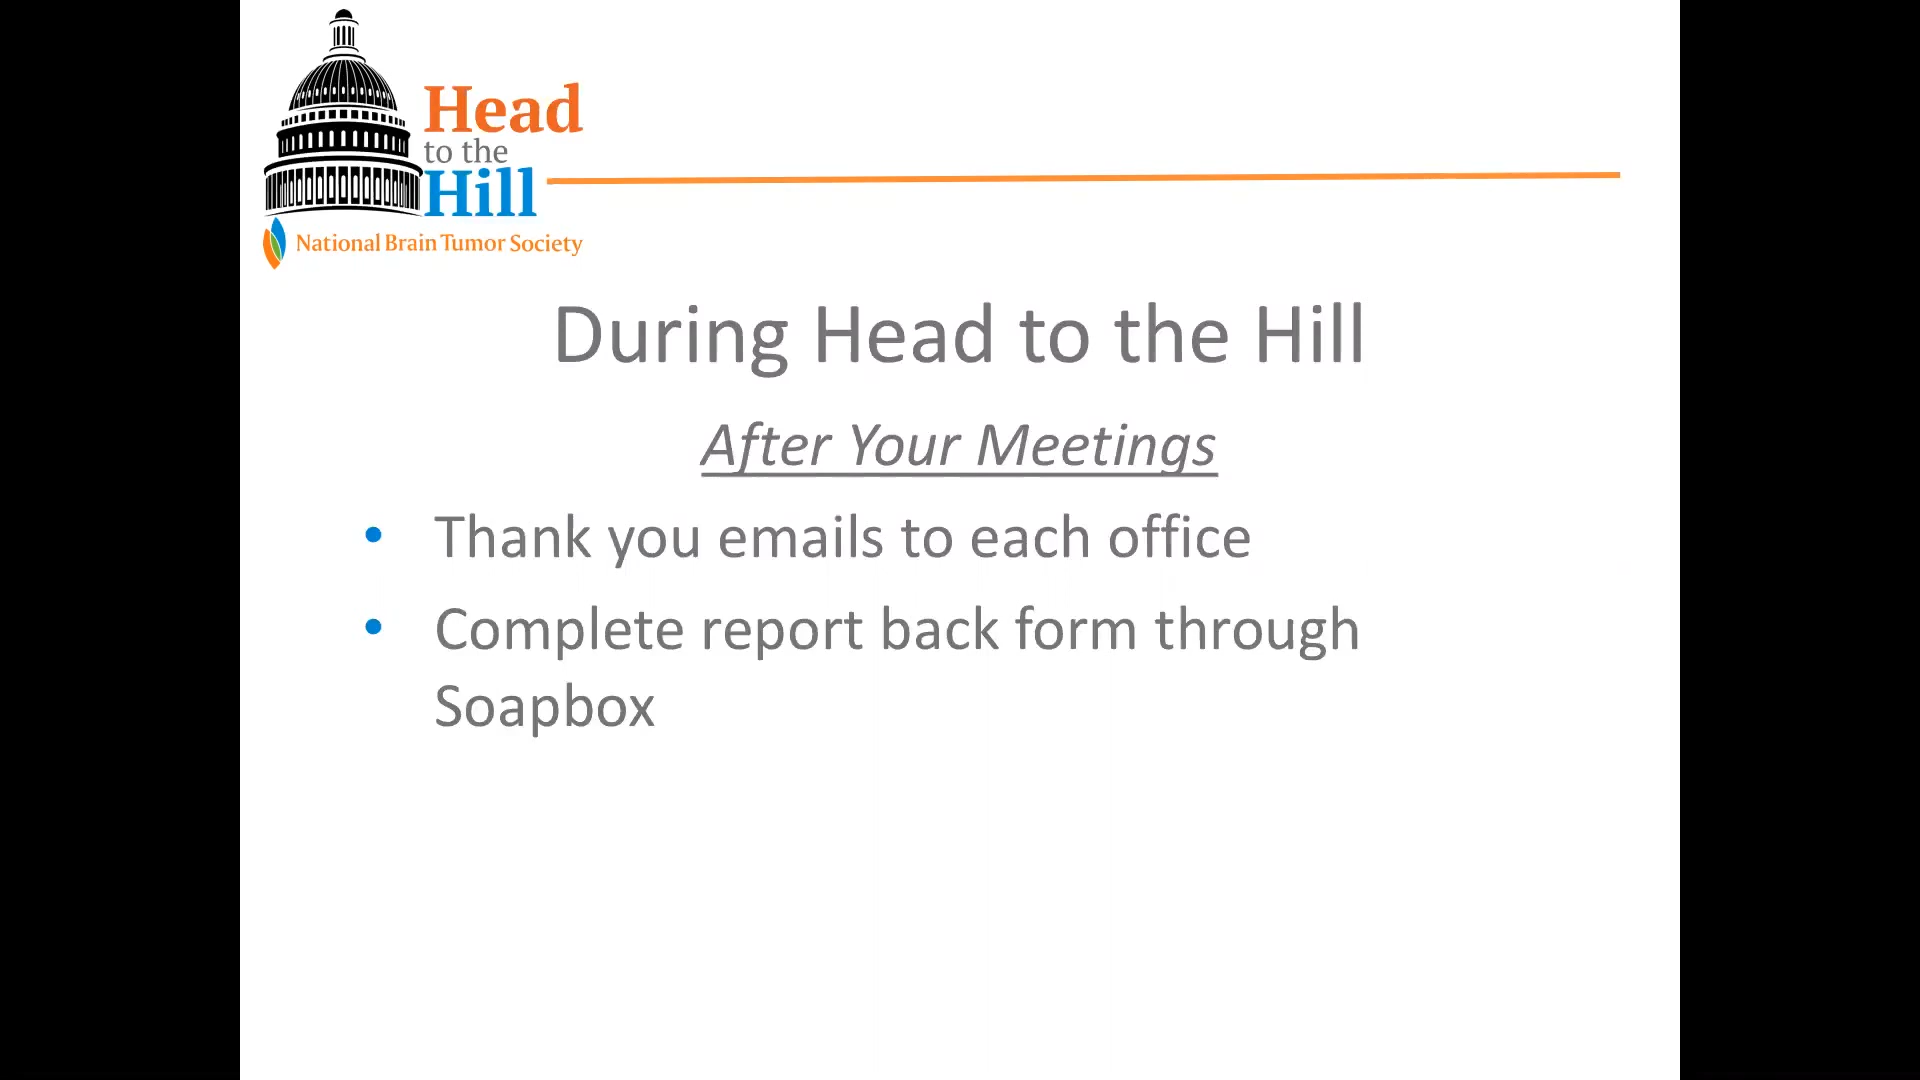 Head
to the
Hill
National Brain Tumor Society
During Head to the Hill
After Your Meetings
• Thank you emails to each office
• Complete report back form through
Soapbox